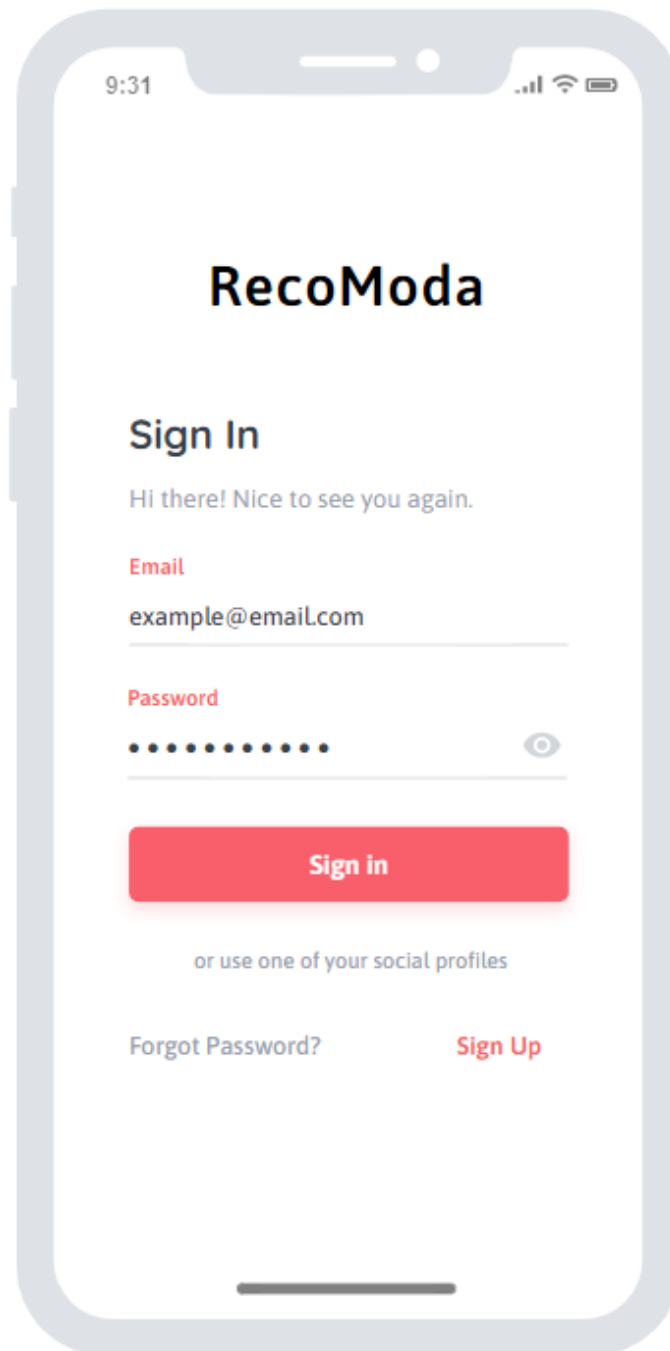 9:31
RecoModa
Sign In
Hi there! Nice to see you again.
Email
example@email.com
Password
•••••••••••
Sign in
or use one of your social profiles
Forgot Password? Sign Up